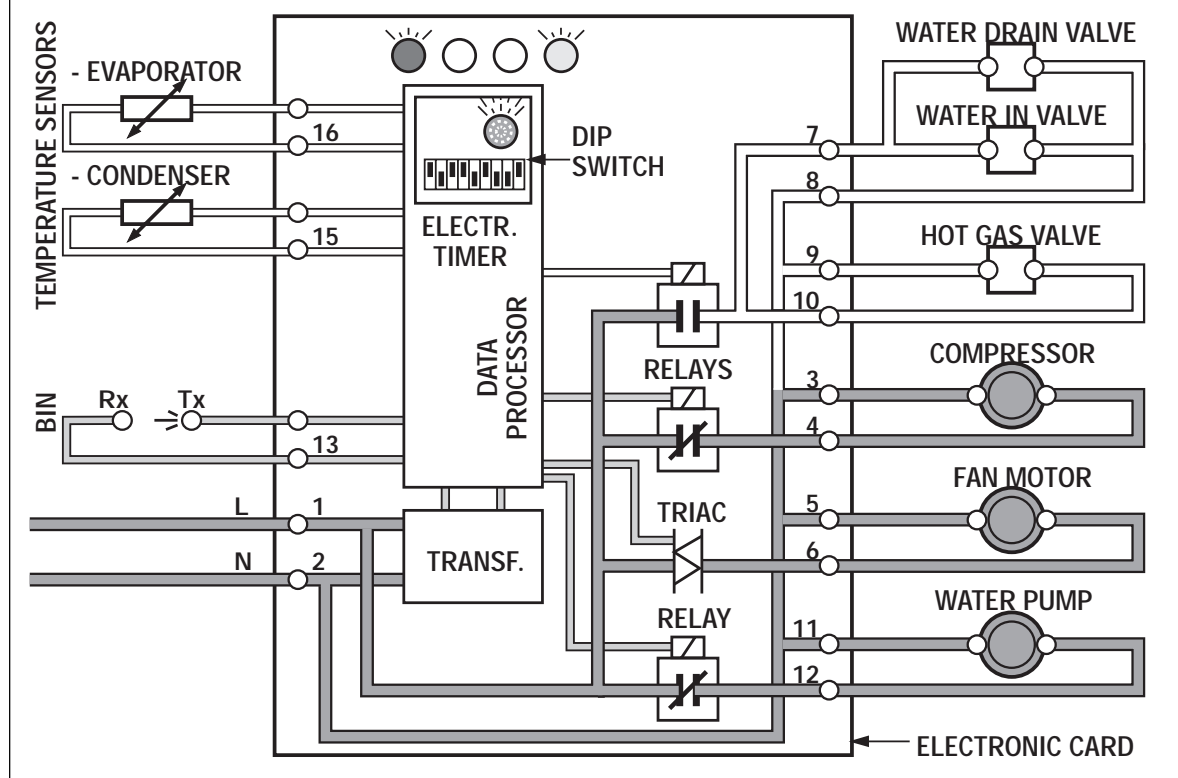 TEMPERATURE SENSORS
- EVAPORATOR
16
- CONDENSER
15
DIP
SWITCH
ELECTR.
TIMER
DATA
PROCESSOR
BIN
Rx
Tx
13
L
1
N
2
TRANSF.
RELAYS
TRIAC
RELAY
WATER DRAIN VALVE
WATER IN VALVE
7
8
HOT GAS VALVE
9
10
COMPRESSOR
3
4
FAN MOTOR
5
6
WATER PUMP
11
12
ELECTRONIC CARD